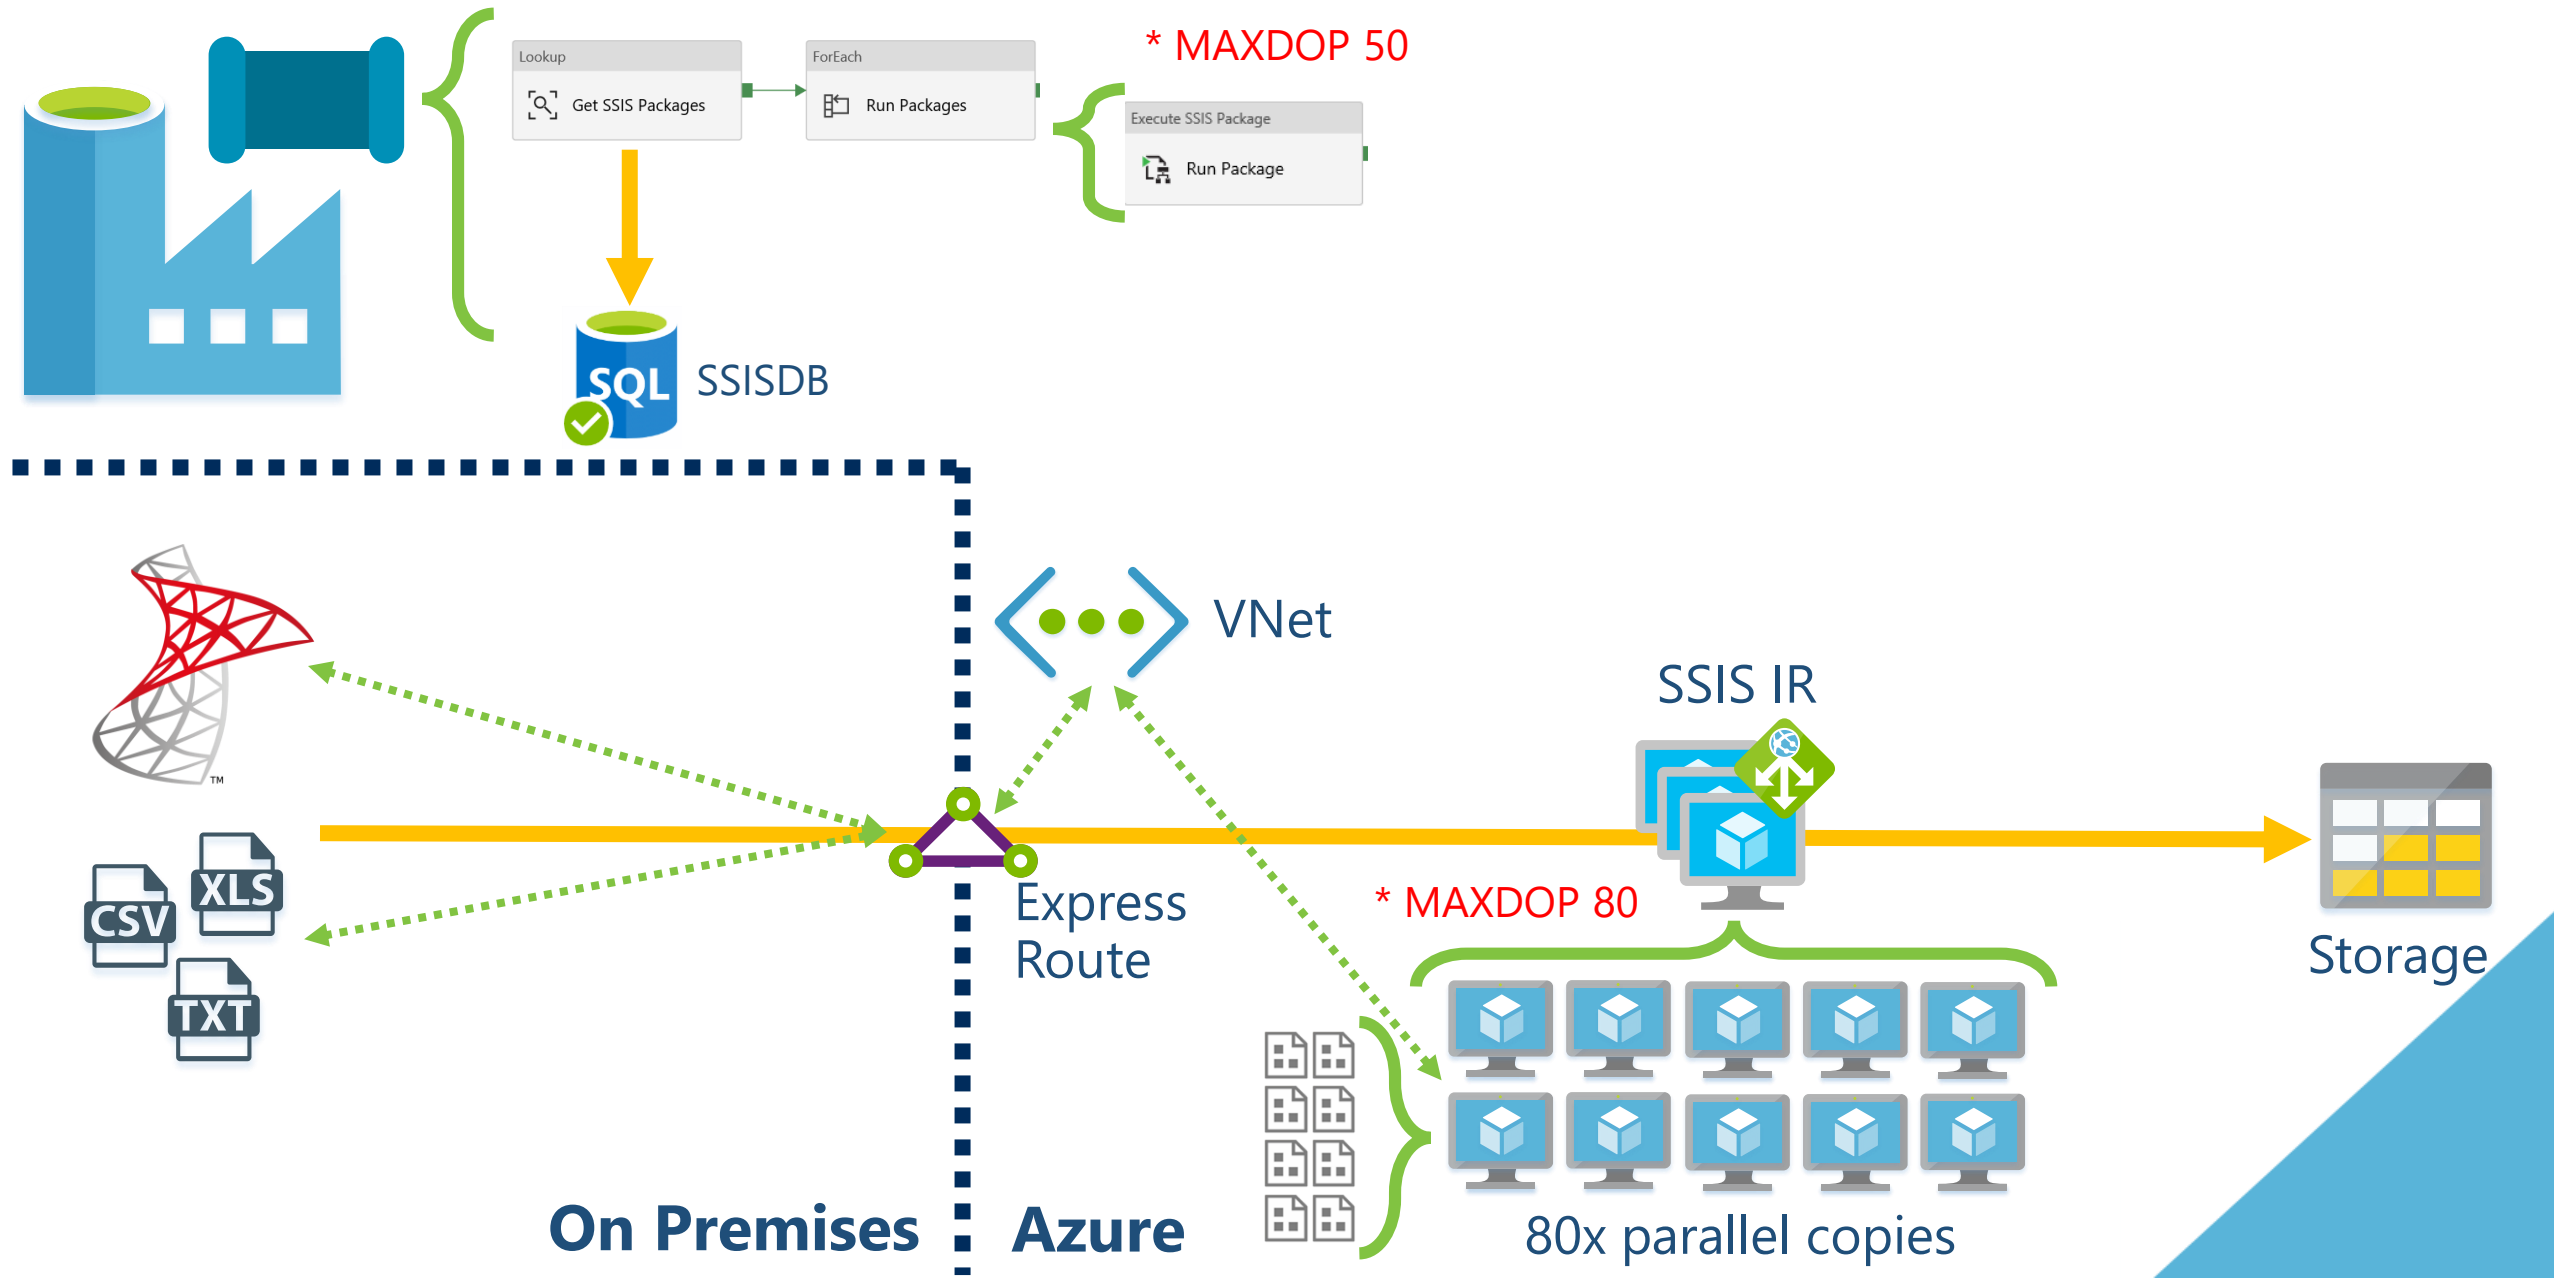 Lookup
Get SSIS Packages
ForEach
Run Packages
* MAXDOP 50
Execute SSIS Package
Run Package
SQL
SSISDB
VNet
SSIS IR
TM
XLS
CSV
TXT
Express
Route
* MAXDOP 80
Storage
80x parallel copies
On Premises
Azure